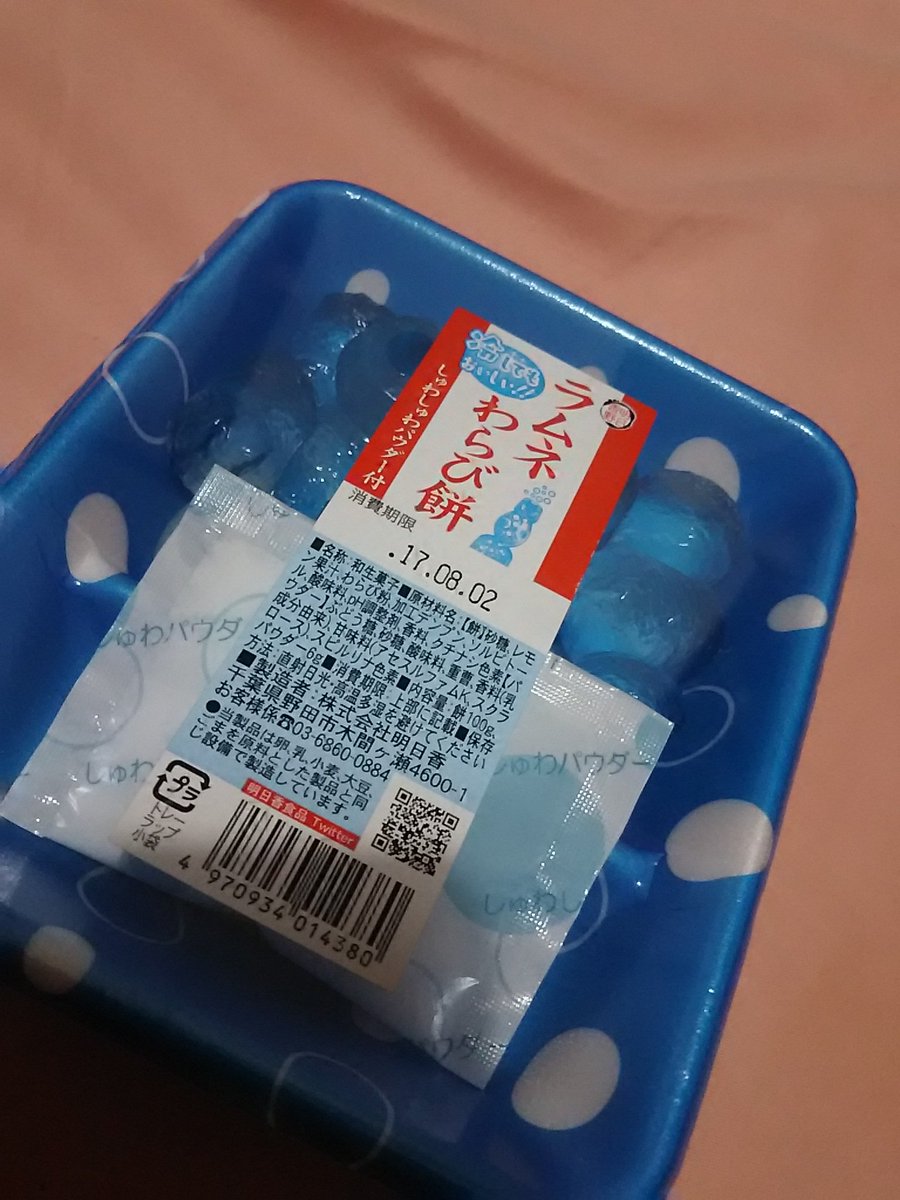 冷しても
おいしい!!
しゅわしゅわパウダー付
ラムネ
わらび餅
消費期限
.17.08.02
■名称:和生菓子■原材料名:【餅】砂糖、レモ
ン果汁、わらび粉、加工デンプン、ソルビトー
ル、酸味料、pH調整剤、香料、クチナシ色素【パ
ウダー】ぶどう糖、砂糖、酸味料、重曹、香料(乳
成分由来)、甘味料(アセスルファムK、スクラ
ロース)、スピルリナ色素■内容量:餅100g、
パウダー6g■消費期限:上部に記載■保存
方法:直射日光・高温多湿を避けてください
■製造者:株式会社明日香
千葉県野田市木間ケ瀬4600-1
お客様係☎03-6860-0884
●当製品は卵、乳、小麦、大豆、
ごまを原料とした製品と同
じ設備で製造しています。
プラ
トレー
ラップ
小袋
明日香食品 Twitter
4 970934 014380
しゅわパウダ
しゅわ
しゅわパウダー
しゅわし